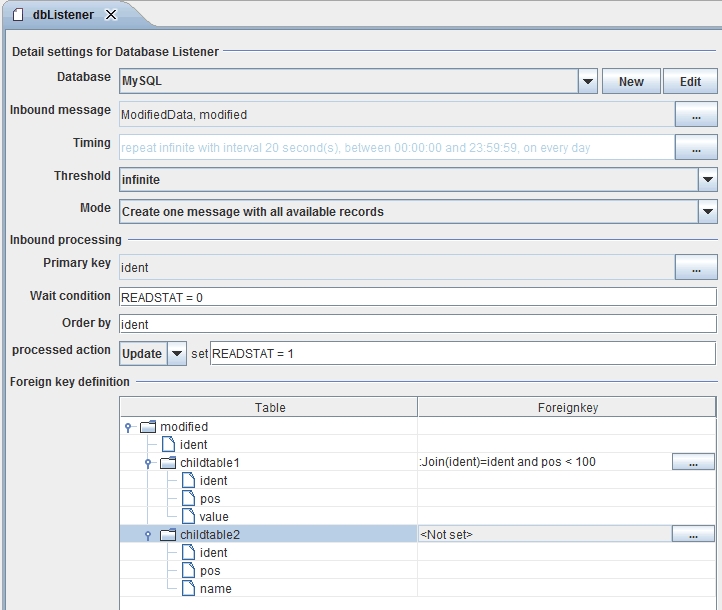 dbListener
Detail settings for Database Listener
Database MySQL New Edit
Inbound message ModifiedData, modified ...
Timing repeat infinite with interval 20 second(s), between 00:00:00 and 23:59:59, on every day ...
Threshold infinite
Mode Create one message with all available records
Inbound processing
Primary key ident ...
Wait condition READSTAT = 0
Order by ident
processed action Update set READSTAT = 1
Foreign key definition
Table Foreignkey
modified
ident
childtable1 :Join(ident)=ident and pos < 100 ...
ident
pos
value
childtable2 <Not set> ...
ident
pos
name